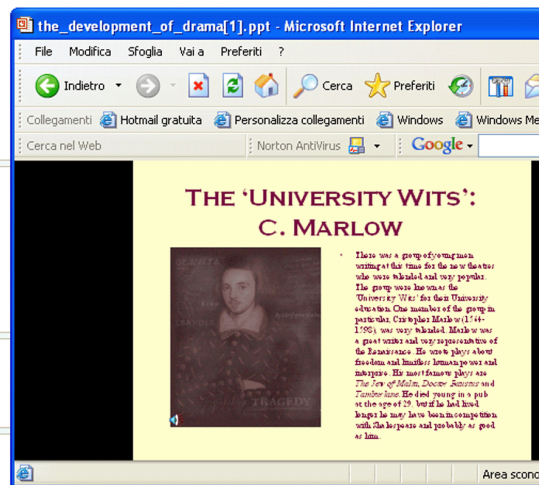 the_development_of_drama[1].ppt - Microsoft Internet Explorer
File Modifica Sfoglia Vai a Preferiti ?
Indietro Cerca Preferiti
Collegamenti Hotmail gratuita Personalizza collegamenti Windows Windows Me
Cerca nel Web Norton AntiVirus Google
THE ‘UNIVERSITY WITS’:
C. MARLOW
There was a group of young men
writing at this time for the new theatres
who were talented and very popular.
The group were known as the
'University Wits' for their University
education. One member of the group in
particular, Cristopher Marlow (1564-
1593), was very talented. Marlow was
a great writer and very representative of
the Renaissance. He wrote plays about
freedom and limitless human power and
interprise. His most famous plays are
The Jew of Malta, Doctor Faustus and
Tamburlane. He died young in a pub
at the age of 29, but if he had lived
longer he may have been in competition
with Shakespeare and probably as good
as him.
TRAGEDY
Area scono